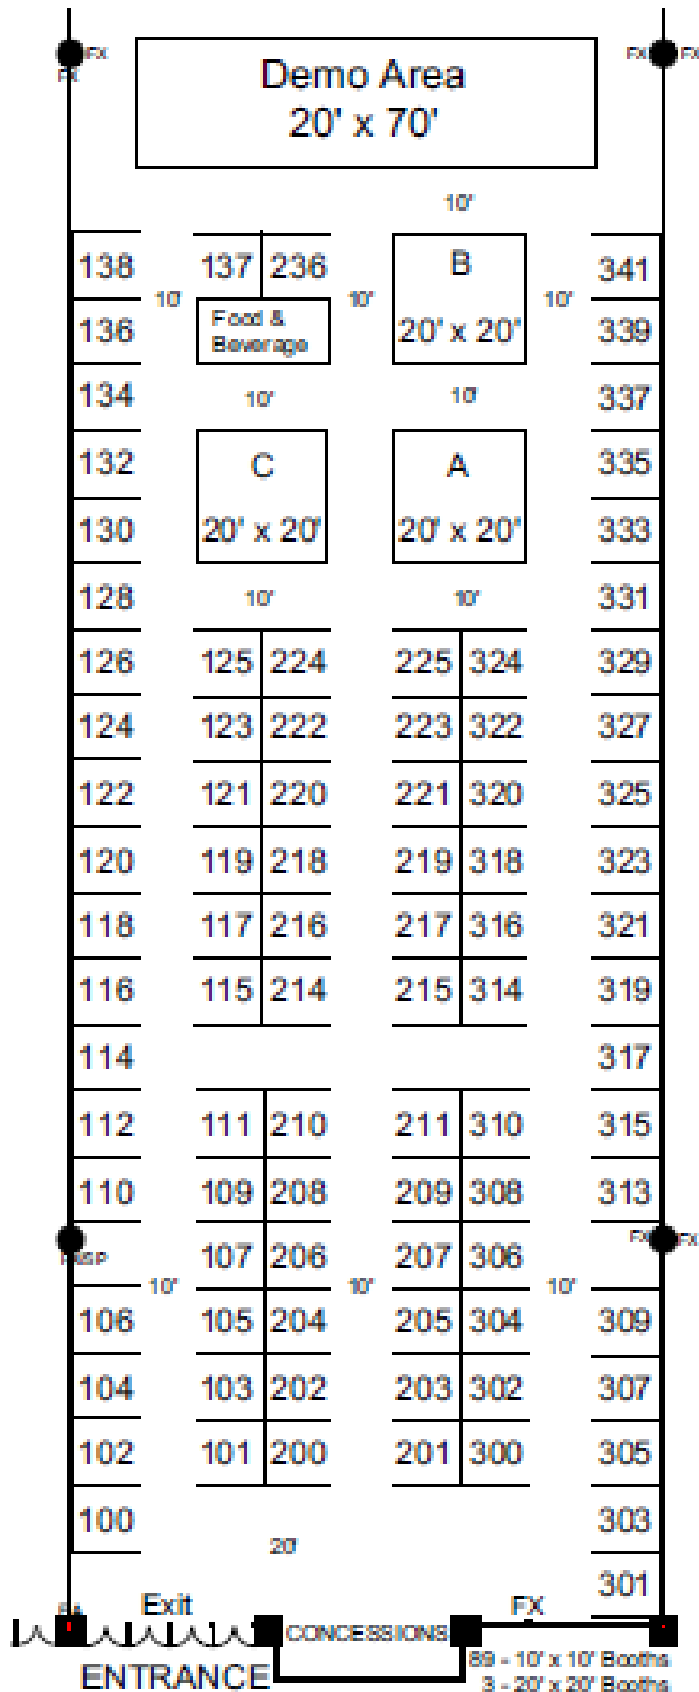 FX FX FX
FX
Demo Area
20' x 70'
10'
138 137 236 B 341
10' 10' 10'
136 Food & 20' x 20' 339
Beverage
134 10' 10' 337
132 C A 335
130 20' x 20' 20' x 20' 333
128 10' 10' 331
126 125 224 225 324 329
124 123 222 223 322 327
122 121 220 221 320 325
120 119 218 219 318 323
118 117 216 217 316 321
116 115 214 215 314 319
114 317
112 111 210 211 310 315
110 109 208 209 308 313
FX FX
107 206 207 306
10' 10' 10'
106 105 204 205 304 309
104 103 202 203 302 307
102 101 200 201 300 305
100 303
20'
301
Exit FX
CONCESSIONS
ENTRANCE
89 - 10' x 10' Booths
3 - 20' x 20' Booths